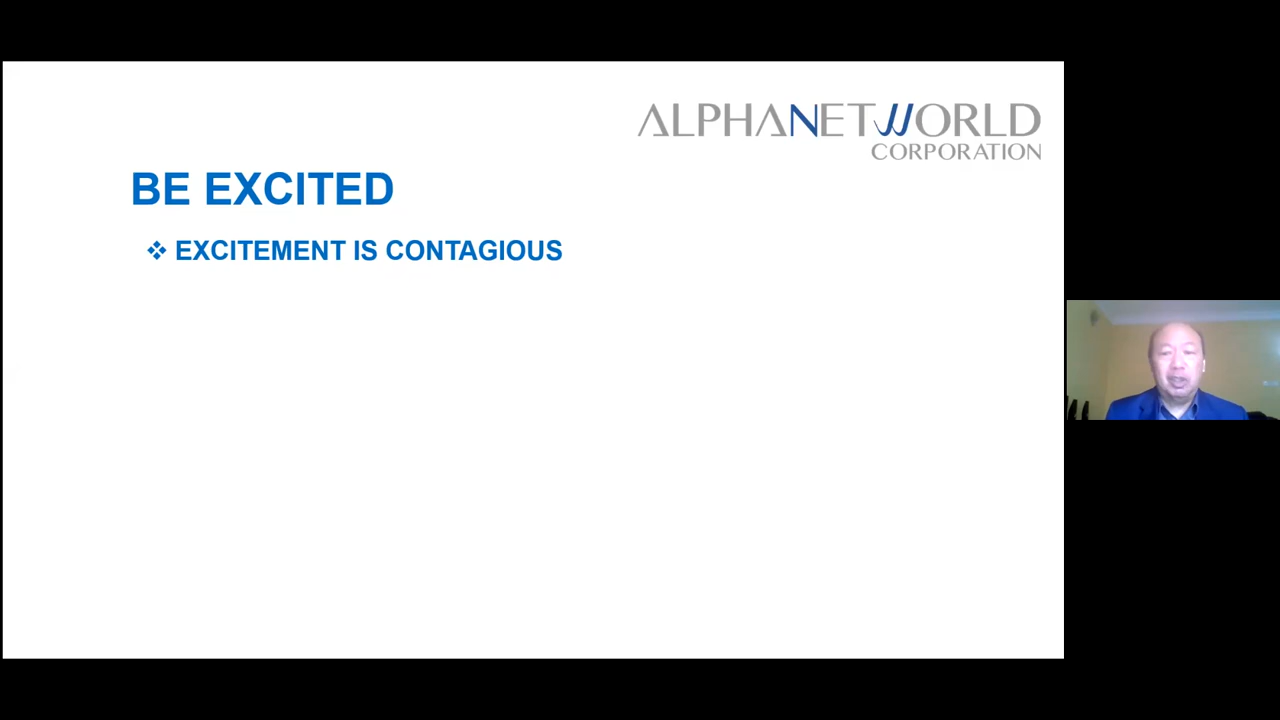 ALPHANETWORLD
CORPORATION
BE EXCITED
❖ EXCITEMENT IS CONTAGIOUS